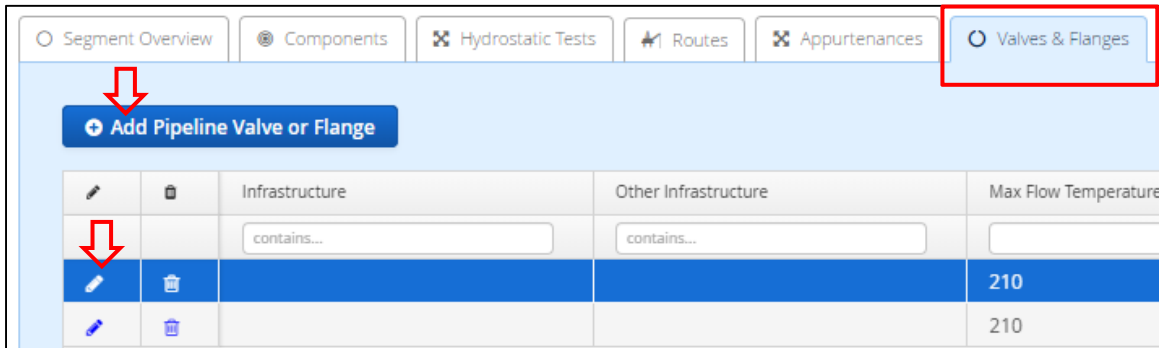 Segment Overview Components Hydrostatic Tests Routes Appurtenances Valves & Flanges
Add Pipeline Valve or Flange
Infrastructure Other Infrastructure Max Flow Temperature
contains... contains...
210
210